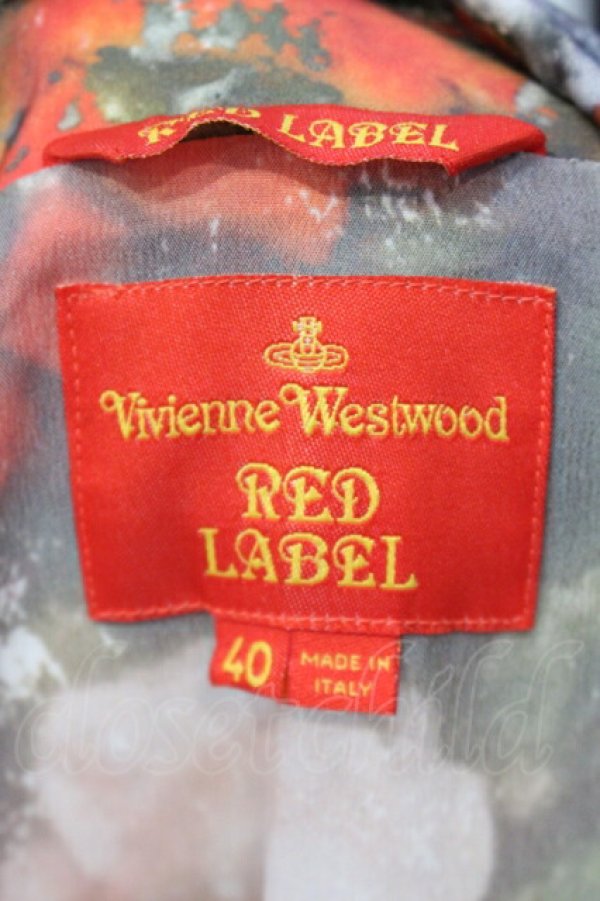 RED LABEL
Vivienne Westwood
RED
LABEL
40
MADE IN
ITALY
closetchild